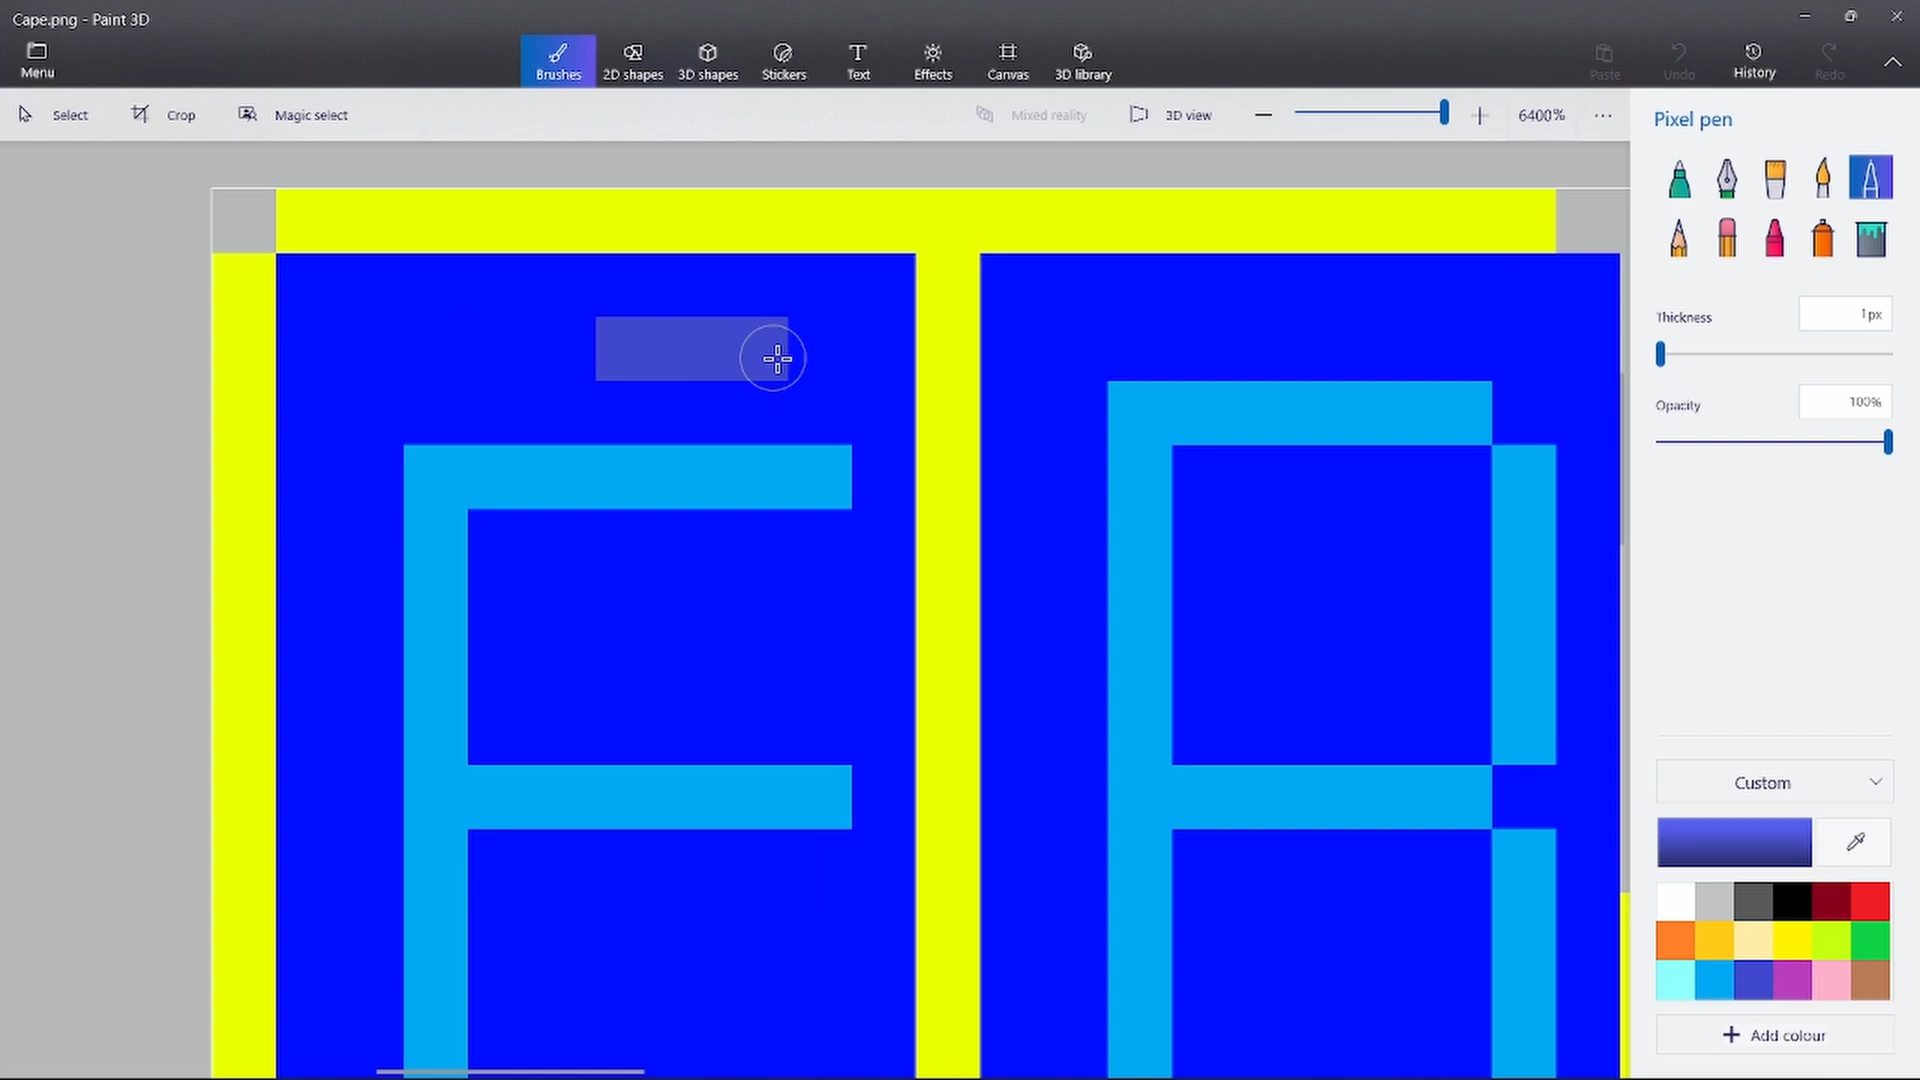 Cape.png - Paint 3D
Menu
Brushes
2D shapes
3D shapes
Stickers
Text
Effects
Canvas
3D library
Paste
Undo
History
Redo
Select
Crop
Magic select
Mixed reality
3D view
6400%
Pixel pen
Thickness
1px
Opacity
100%
Custom
Add colour
F A